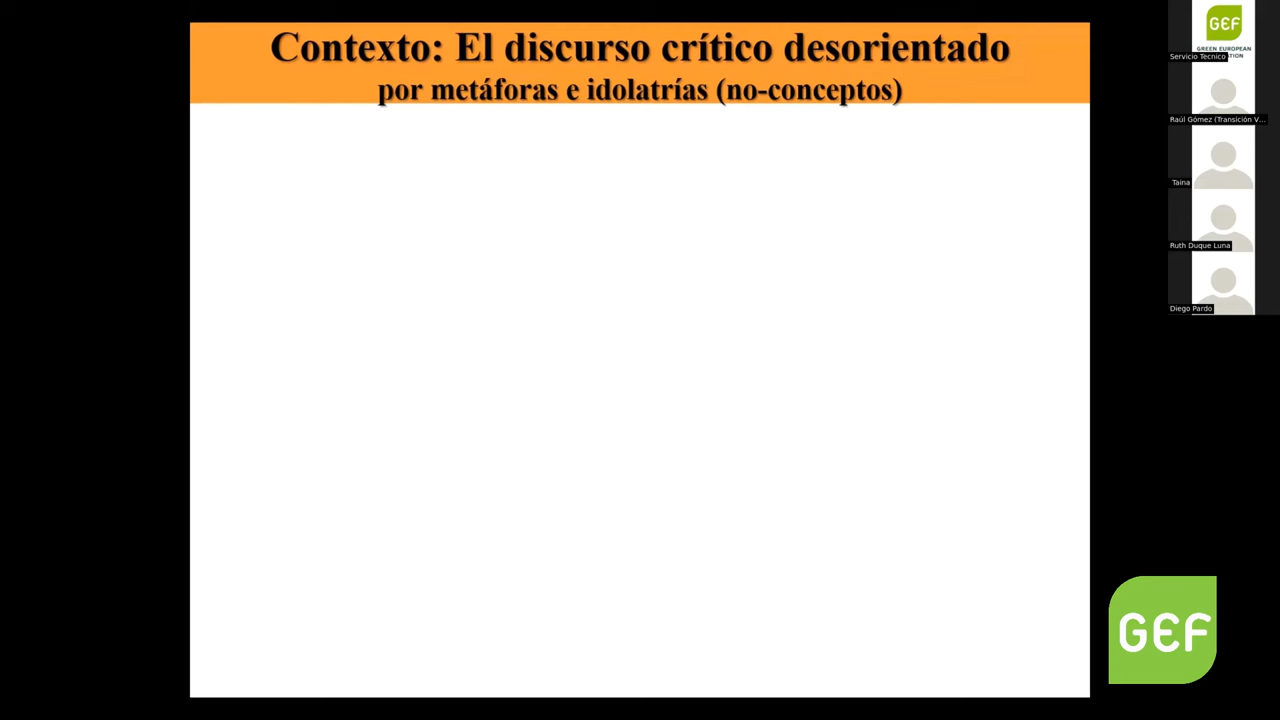 Contexto: El discurso crítico desorientado
por metáforas e idolatrías (no-conceptos)
GEF
GREEN EUROPEAN
TION
Servicio Tecnico
Raúl Gómez (Transición V...
Taina
Ruth Duque Luna
Diego Pardo
GEF